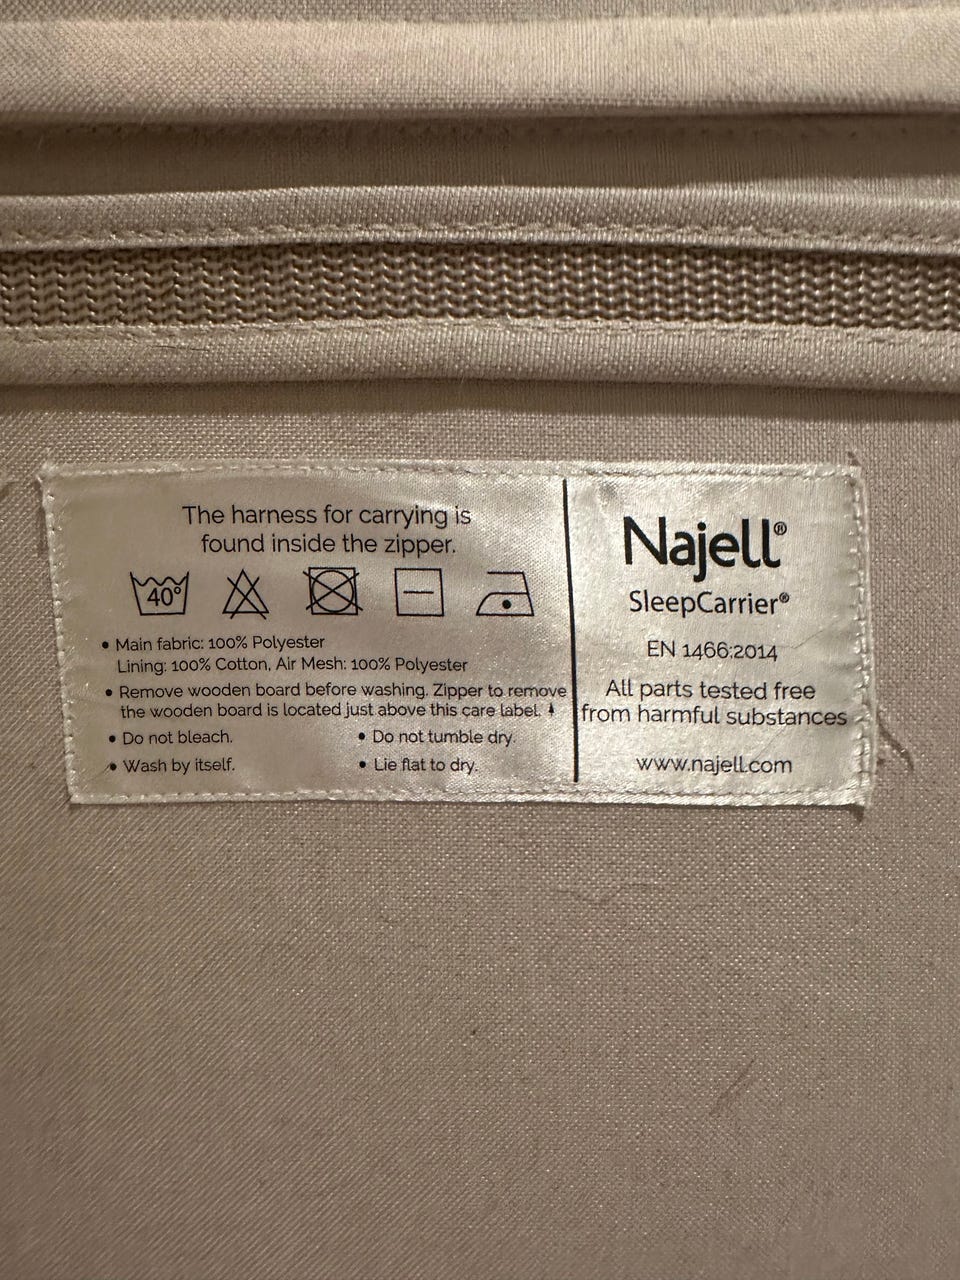 The harness for carrying is
found inside the zipper.
40°
• Main fabric: 100% Polyester
Lining: 100% Cotton, Air Mesh: 100% Polyester
• Remove wooden board before washing. Zipper to remove
the wooden board is located just above this care label.
• Do not bleach.
• Do not tumble dry.
• Wash by itself.
• Lie flat to dry.
Najell®
SleepCarrier®
EN 1466:2014
All parts tested free
from harmful substances
www.najell.com